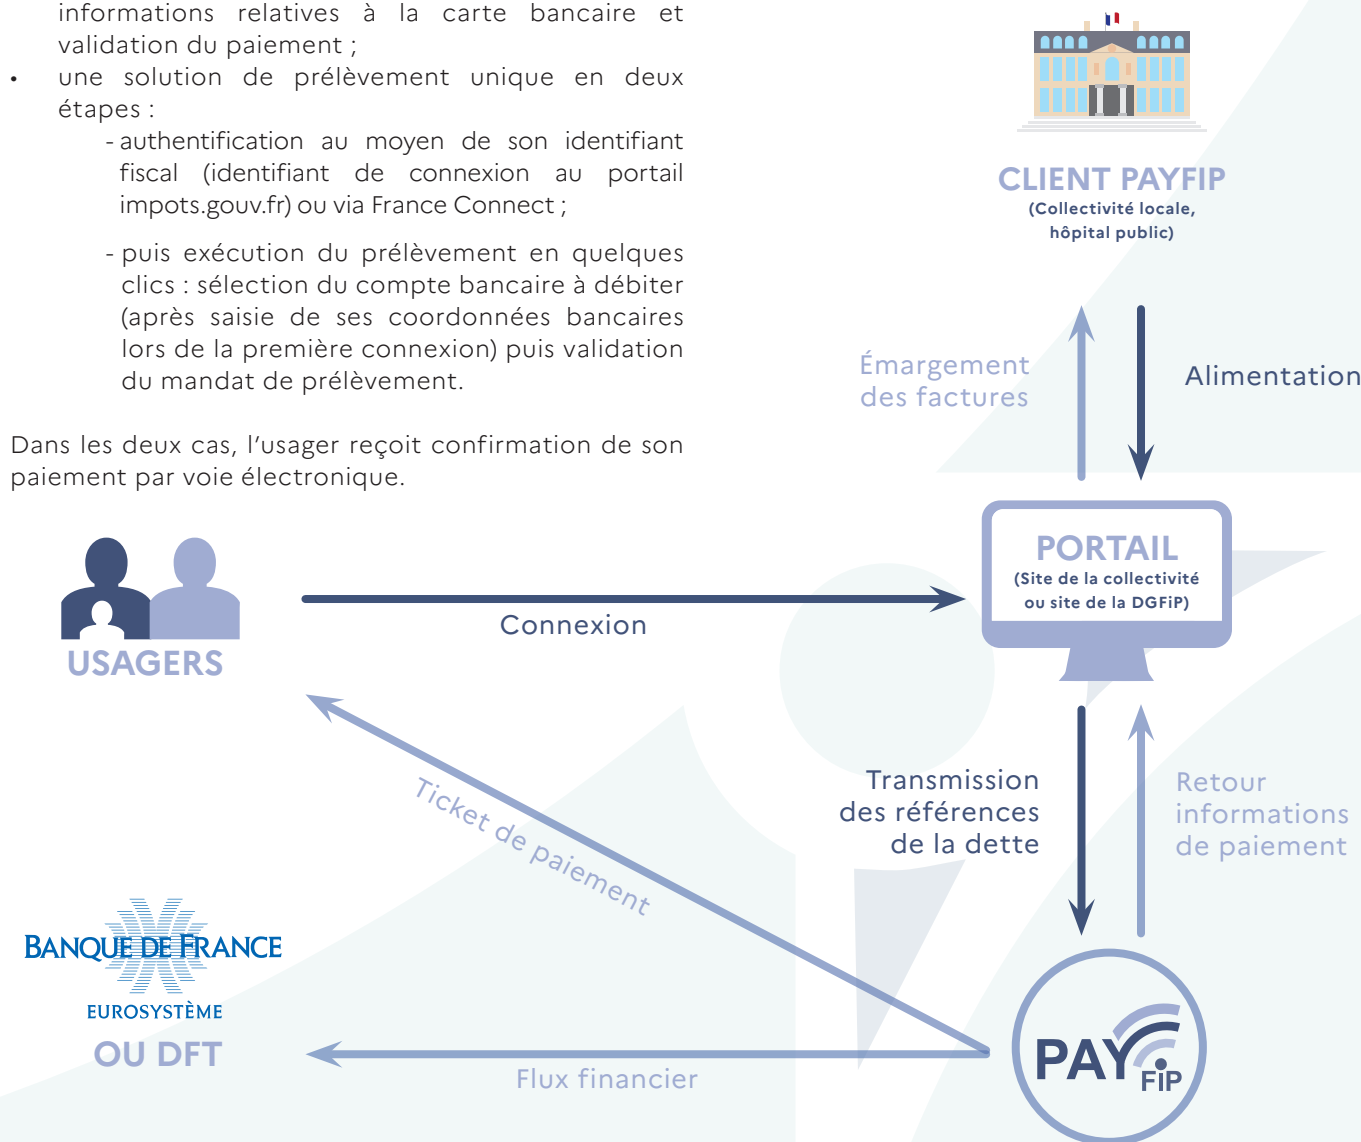 informations relatives à la carte bancaire et
validation du paiement ;
• une solution de prélèvement unique en deux
étapes :
- authentification au moyen de son identifiant
fiscal (identifiant de connexion au portail
impots.gouv.fr) ou via France Connect ;
- puis exécution du prélèvement en quelques
clics : sélection du compte bancaire à débiter
(après saisie de ses coordonnées bancaires
lors de la première connexion) puis validation
du mandat de prélèvement.
Dans les deux cas, l’usager reçoit confirmation de son
paiement par voie électronique.
CLIENT PAYFIP
(Collectivité locale,
hôpital public)
Émargement
des factures
Alimentation
PORTAIL
(Site de la collectivité
ou site de la DGFiP)
USAGERS
Connexion
Ticket de paiement
Transmission
des références
de la dette
Retour
informations
de paiement
BANQUE DE FRANCE
EUROSYSTÈME
OU DFT
Flux financier
PAY
FiP